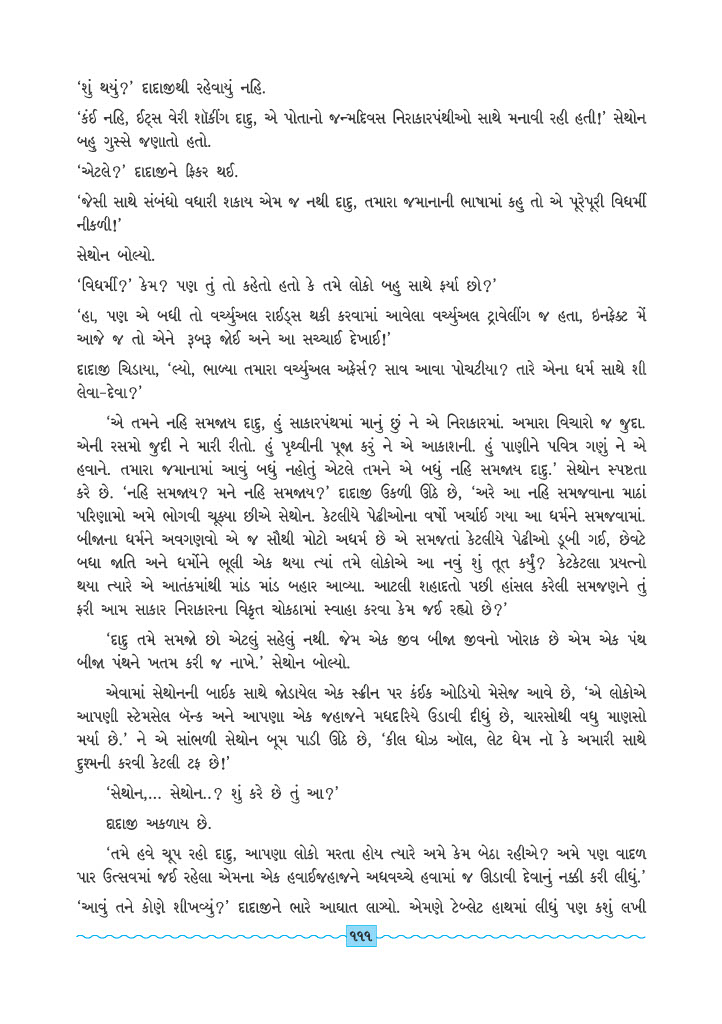 ‘શું થયું?’ દાદાજીથી રહેવાયું નહિ.
‘કંઈ નહિ, ઈટ્સ વેરી શૉકીંગ દાદુ, એ પોતાનો જન્મદિવસ નિરાકારપંથીઓ સાથે મનાવી રહી હતી!’ સેથોન
બહુ ગુસ્સે જણાતો હતો.
‘એટલે?’ દાદાજીને ફિકર થઈ.
‘જેસી સાથે સંબંધો વધારી શકાય એમ જ નથી દાદુ, તમારા જમાનાની ભાષામાં કહુ તો એ પૂરેપૂરી વિધર્મી
નીકળી!’
સેથોન બોલ્યો.
‘વિધર્મી?’ કેમ? પણ તું તો કહેતો હતો કે તમે લોકો બહુ સાથે ફર્યા છો?’
‘હા, પણ એ બધી તો વર્ચ્યુઅલ રાઈડ્સ થકી કરવામાં આવેલા વર્ચ્યુઅલ ટ્રાવેલીંગ જ હતા, ઇનફેક્ટ મેં
આજે જ તો એને રૂબરૂ જોઈ અને આ સચ્ચાઈ દેખાઈ!’
દાદાજી ચિડાયા, ‘લ્યો, ભાળ્યા તમારા વર્ચ્યુઅલ અફેર્સ? સાવ આવા પોચટીયા? તારે એના ધર્મ સાથે શી
લેવા-દેવા?’
‘એ તમને નહિ સમજાય દાદુ, હું સાકારપંથમાં માનું છું ને એ નિરાકારમાં. અમારા વિચારો જ જુદા.
એની રસમો જુદી ને મારી રીતો. હું પૃથ્વીની પૂજા કરું ને એ આકાશની. હું પાણીને પવિત્ર ગણું ને એ
હવાને. તમારા જમાનામાં આવું બધું નહોતું એટલે તમને એ બધું નહિ સમજાય દાદુ.’ સેથોન સ્પષ્ટતા
કરે છે. ‘નહિ સમજાય? મને નહિ સમજાય?’ દાદાજી ઉકળી ઊઠે છે, ‘અરે આ નહિ સમજવાના માઠાં
પરિણામો અમે ભોગવી ચૂક્યા છીએ સેથોન. કેટલીયે પેઢીઓના વર્ષો ખર્ચાઈ ગયા આ ધર્મને સમજવામાં.
બીજાના ધર્મને અવગણવો એ જ સૌથી મોટો અધર્મ છે એ સમજતાં કેટલીયે પેઢીઓ ડૂબી ગઈ, છેવટે
બધા જાતિ અને ધર્મોને ભૂલી એક થયા ત્યાં તમે લોકોએ આ નવું શું તૂત કર્યું? કેટકેટલા પ્રયત્નો
થયા ત્યારે એ આતંકમાંથી માંડ માંડ બહાર આવ્યા. આટલી શહાદતો પછી હાંસલ કરેલી સમજણને તું
ફરી આમ સાકાર નિરાકારના વિકૃત ચોકઠામાં સ્વાહા કરવા કેમ જઈ રહ્યો છે?’
‘દાદુ તમે સમજો છો એટલું સહેલું નથી. જેમ એક જીવ બીજા જીવનો ખોરાક છે એમ એક પંથ
બીજા પંથને ખતમ કરી જ નાખે.’ સેથોન બોલ્યો.
એવામાં સેથોનની બાઈક સાથે જોડાયેલ એક સ્ક્રીન પર કંઈક ઓડિયો મેસેજ આવે છે, ‘એ લોકોએ
આપણી સ્ટેમસેલ બૅન્ક અને આપણા એક જહાજને મધદરિયે ઉડાવી દીધું છે, ચારસોથી વધુ માણસો
મર્યા છે.’ ને એ સાંભળી સેથોન બૂમ પાડી ઊઠે છે, ‘કીલ ધોઝ ઑલ, લેટ ધેમ નૉ કે અમારી સાથે
દુશ્મની કરવી કેટલી ટફ છે!’
‘સેથોન,... સેથોન..? શું કરે છે તું આ?’
દાદાજી અકળાય છે.
‘તમે હવે ચૂપ રહો દાદુ, આપણા લોકો મરતા હોય ત્યારે અમે કેમ બેઠા રહીએ? અમે પણ વાદળ
પાર ઉત્સવમાં જઈ રહેલા એમના એક હવાઈજહાજને અધવચ્ચે હવામાં જ ઊડાવી દેવાનું નક્કી કરી લીધું.’
‘આવું તને કોણે શીખવ્યું?’ દાદાજીને ભારે આઘાત લાગ્યો. એમણે ટેબ્લેટ હાથમાં લીધું પણ કશું લખી
૧૧૧